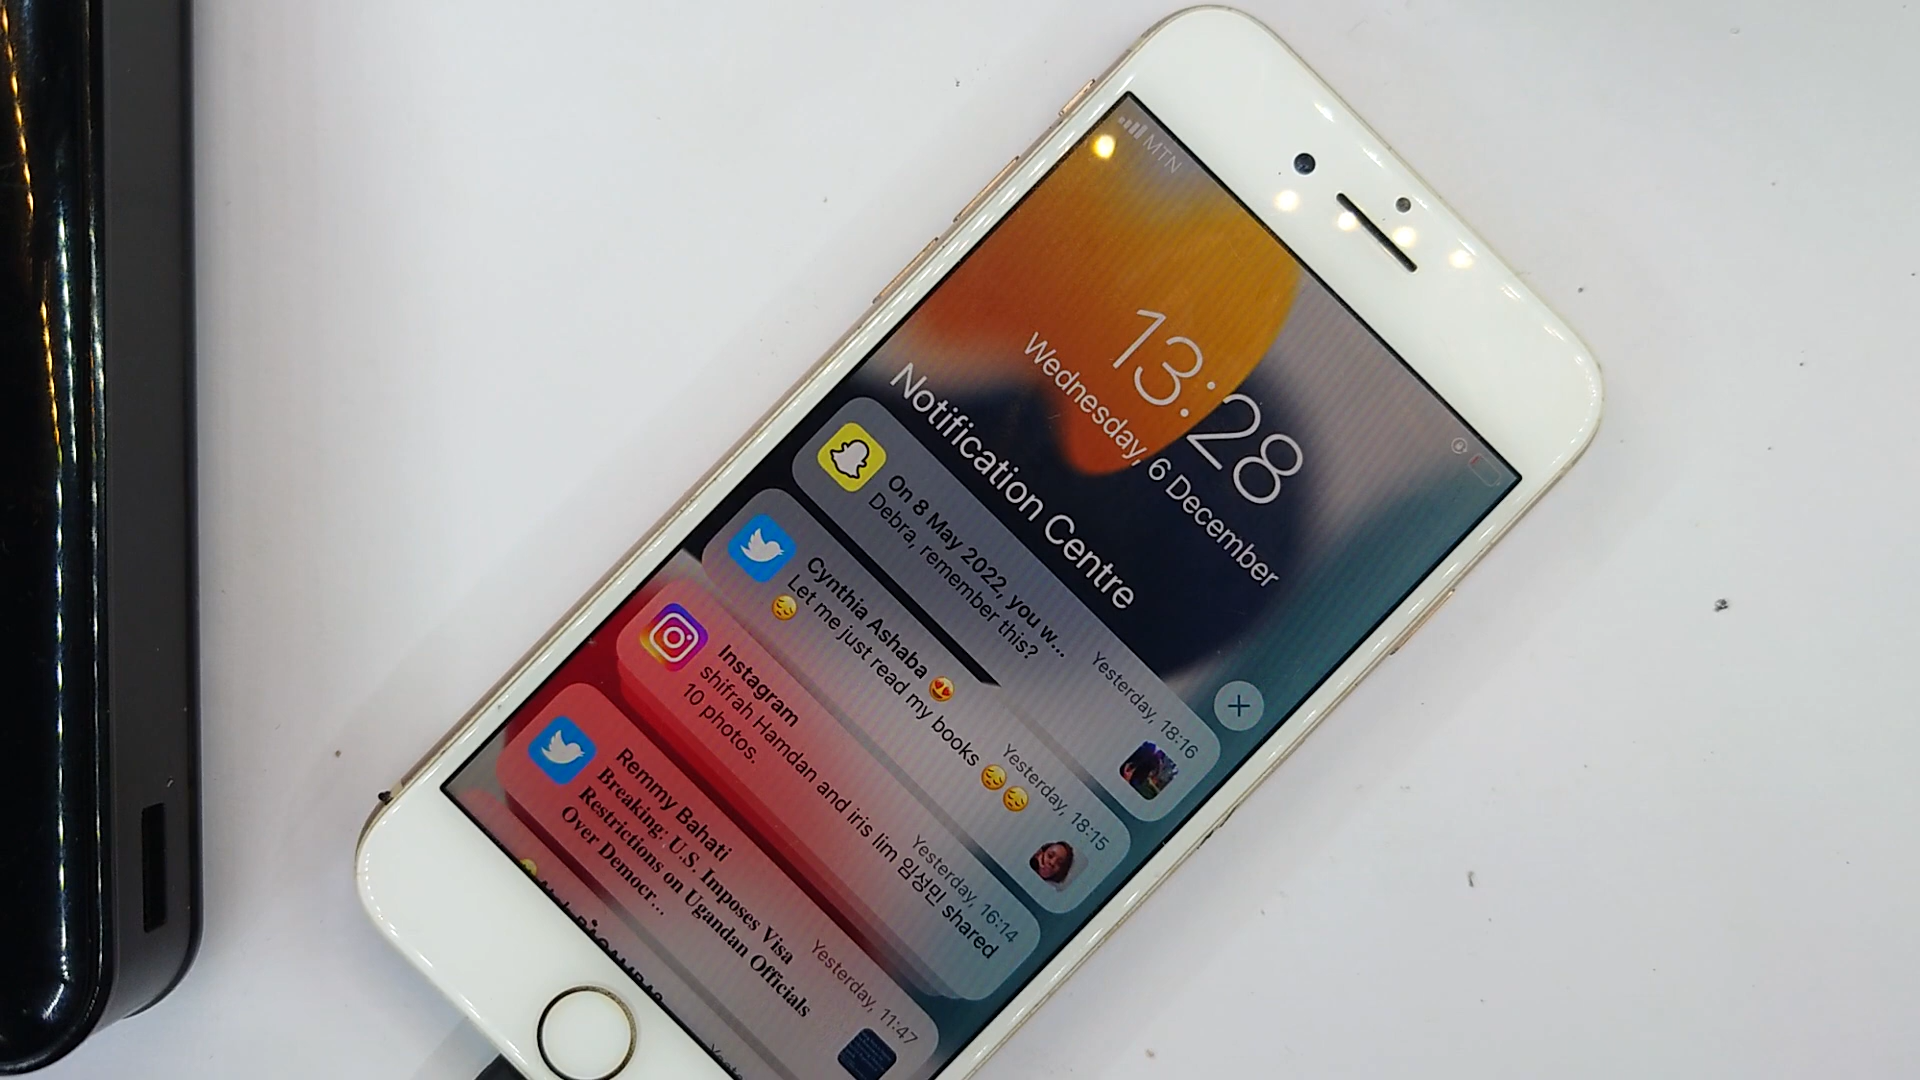 MTN
13:28
Wednesday, 6 December
Notification Centre
On 8 May 2022, you w... Yesterday, 18:16
Debra, remember this?
Cynthia Ashaba 😍 Yesterday, 18:15
Let me just read my books 😔😔
😔
Instagram Yesterday, 16:14
shifrah Hamdan and iris lim 임성민 shared
10 photos.
Remmy Bahati Yesterday, 11:47
Breaking: U.S. Imposes Visa
Restrictions on Ugandan Officials
Over Democr...